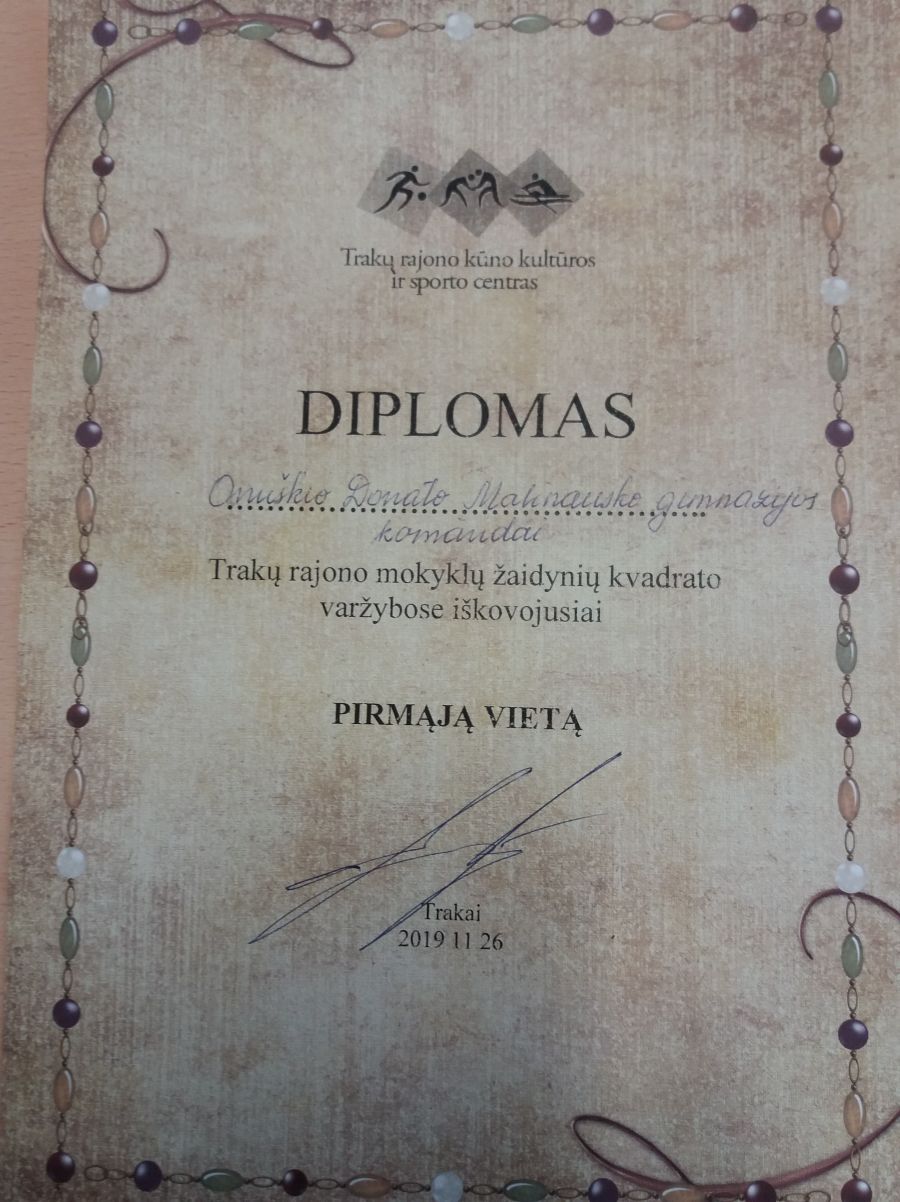 Trakų rajono kūno kultūros
ir sporto centras
DIPLOMAS
Onuškio Donato Malinausko gimnazijos
komandai
Trakų rajono mokyklų žaidynių kvadrato
varžybose iškovojusiai
PIRMĄJĄ VIETĄ
Trakai
2019 11 26